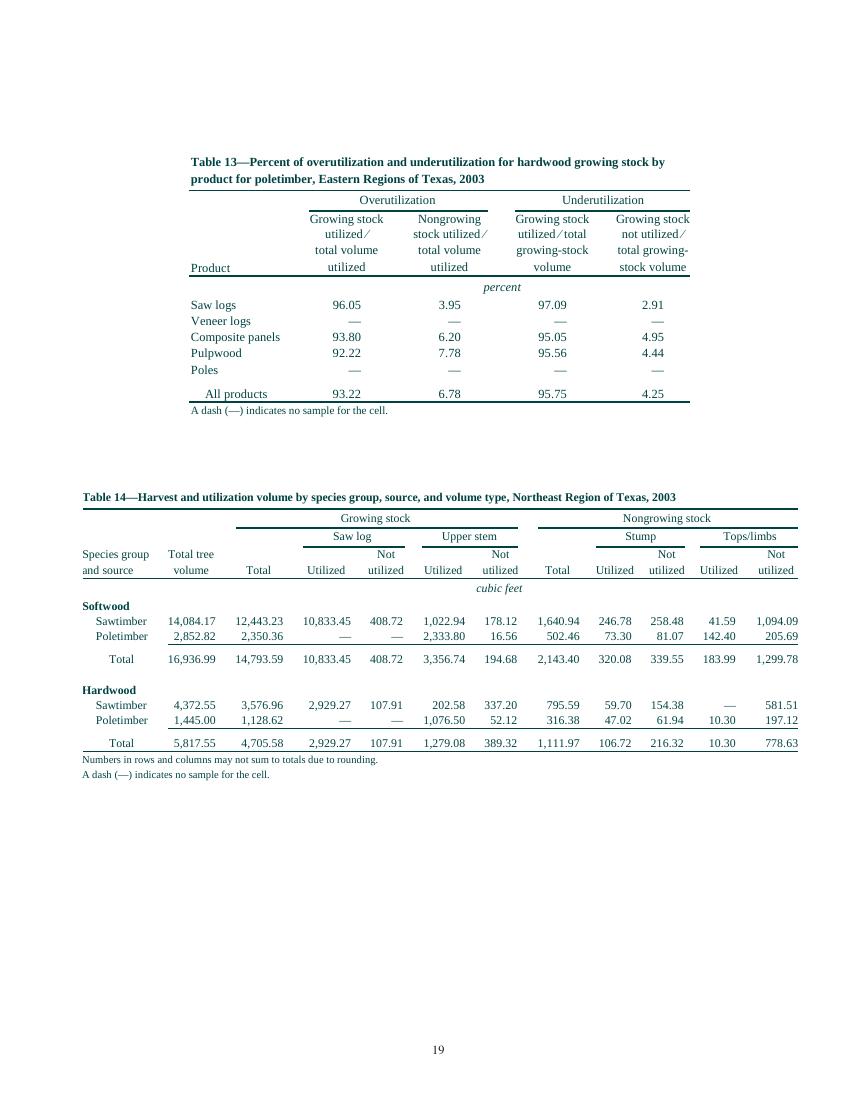 Table 13—Percent of overutilization and underutilization for hardwood growing stock by
product for poletimber, Eastern Regions of Texas, 2003
Overutilization Underutilization
Growing stock Nongrowing Growing stock Growing stock
utilized ⁄ stock utilized ⁄ utilized ⁄ total not utilized ⁄
total volume total volume growing-stock total growing-
Product utilized utilized volume stock volume
percent
Saw logs 96.05 3.95 97.09 2.91
Veneer logs — — — —
Composite panels 93.80 6.20 95.05 4.95
Pulpwood 92.22 7.78 95.56 4.44
Poles — — — —
All products 93.22 6.78 95.75 4.25
A dash (—) indicates no sample for the cell.
Table 14—Harvest and utilization volume by species group, source, and volume type, Northeast Region of Texas, 2003
Growing stock Nongrowing stock
Saw log Upper stem Stump Tops/limbs
Species group Total tree Not Not Not Not
and source volume Total Utilized utilized Utilized utilized Total Utilized utilized Utilized utilized
cubic feet
Softwood
Sawtimber 14,084.17 12,443.23 10,833.45 408.72 1,022.94 178.12 1,640.94 246.78 258.48 41.59 1,094.09
Poletimber 2,852.82 2,350.36 — — 2,333.80 16.56 502.46 73.30 81.07 142.40 205.69
Total 16,936.99 14,793.59 10,833.45 408.72 3,356.74 194.68 2,143.40 320.08 339.55 183.99 1,299.78
Hardwood
Sawtimber 4,372.55 3,576.96 2,929.27 107.91 202.58 337.20 795.59 59.70 154.38 — 581.51
Poletimber 1,445.00 1,128.62 — — 1,076.50 52.12 316.38 47.02 61.94 10.30 197.12
Total 5,817.55 4,705.58 2,929.27 107.91 1,279.08 389.32 1,111.97 106.72 216.32 10.30 778.63
Numbers in rows and columns may not sum to totals due to rounding.
A dash (—) indicates no sample for the cell.
19